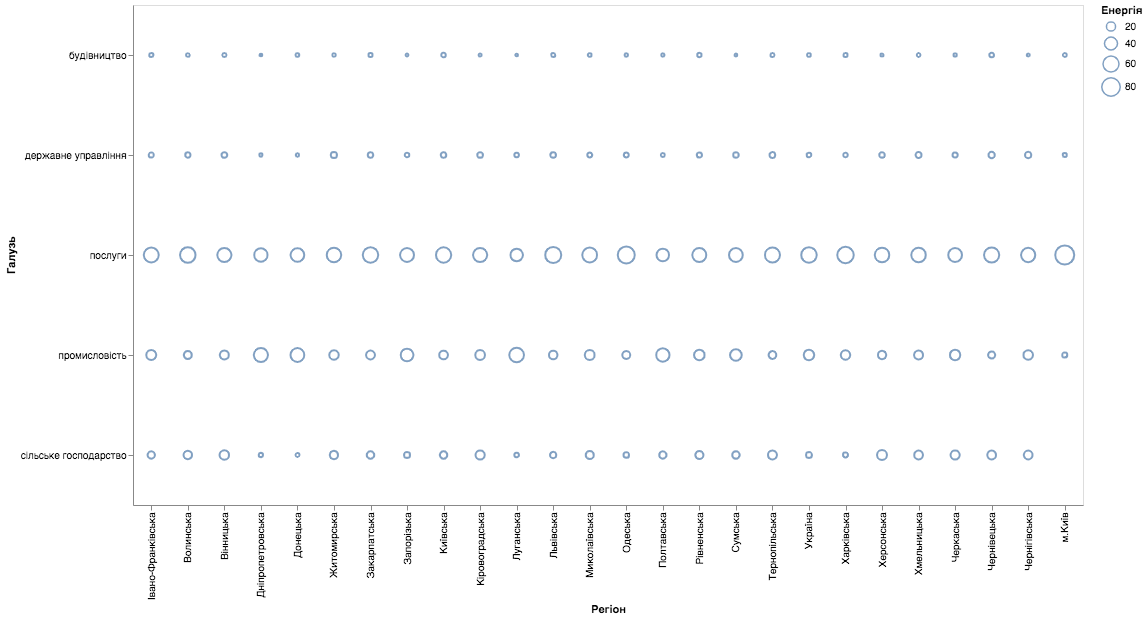 Енергія
20
40
60
80
будівництво
державне управління
послуги
промисловість
сільське господарство
Галузь
Івано-Франківська
Волинська
Вінницька
Дніпропетровська
Донецька
Житомирська
Закарпатська
Запорізька
Київська
Кіровоградська
Луганська
Львівська
Миколаївська
Одеська
Полтавська
Рівненська
Сумська
Тернопільська
Україна
Харківська
Херсонська
Хмельницька
Черкаська
Чернівецька
Чернігівська
м.Київ
Регіон